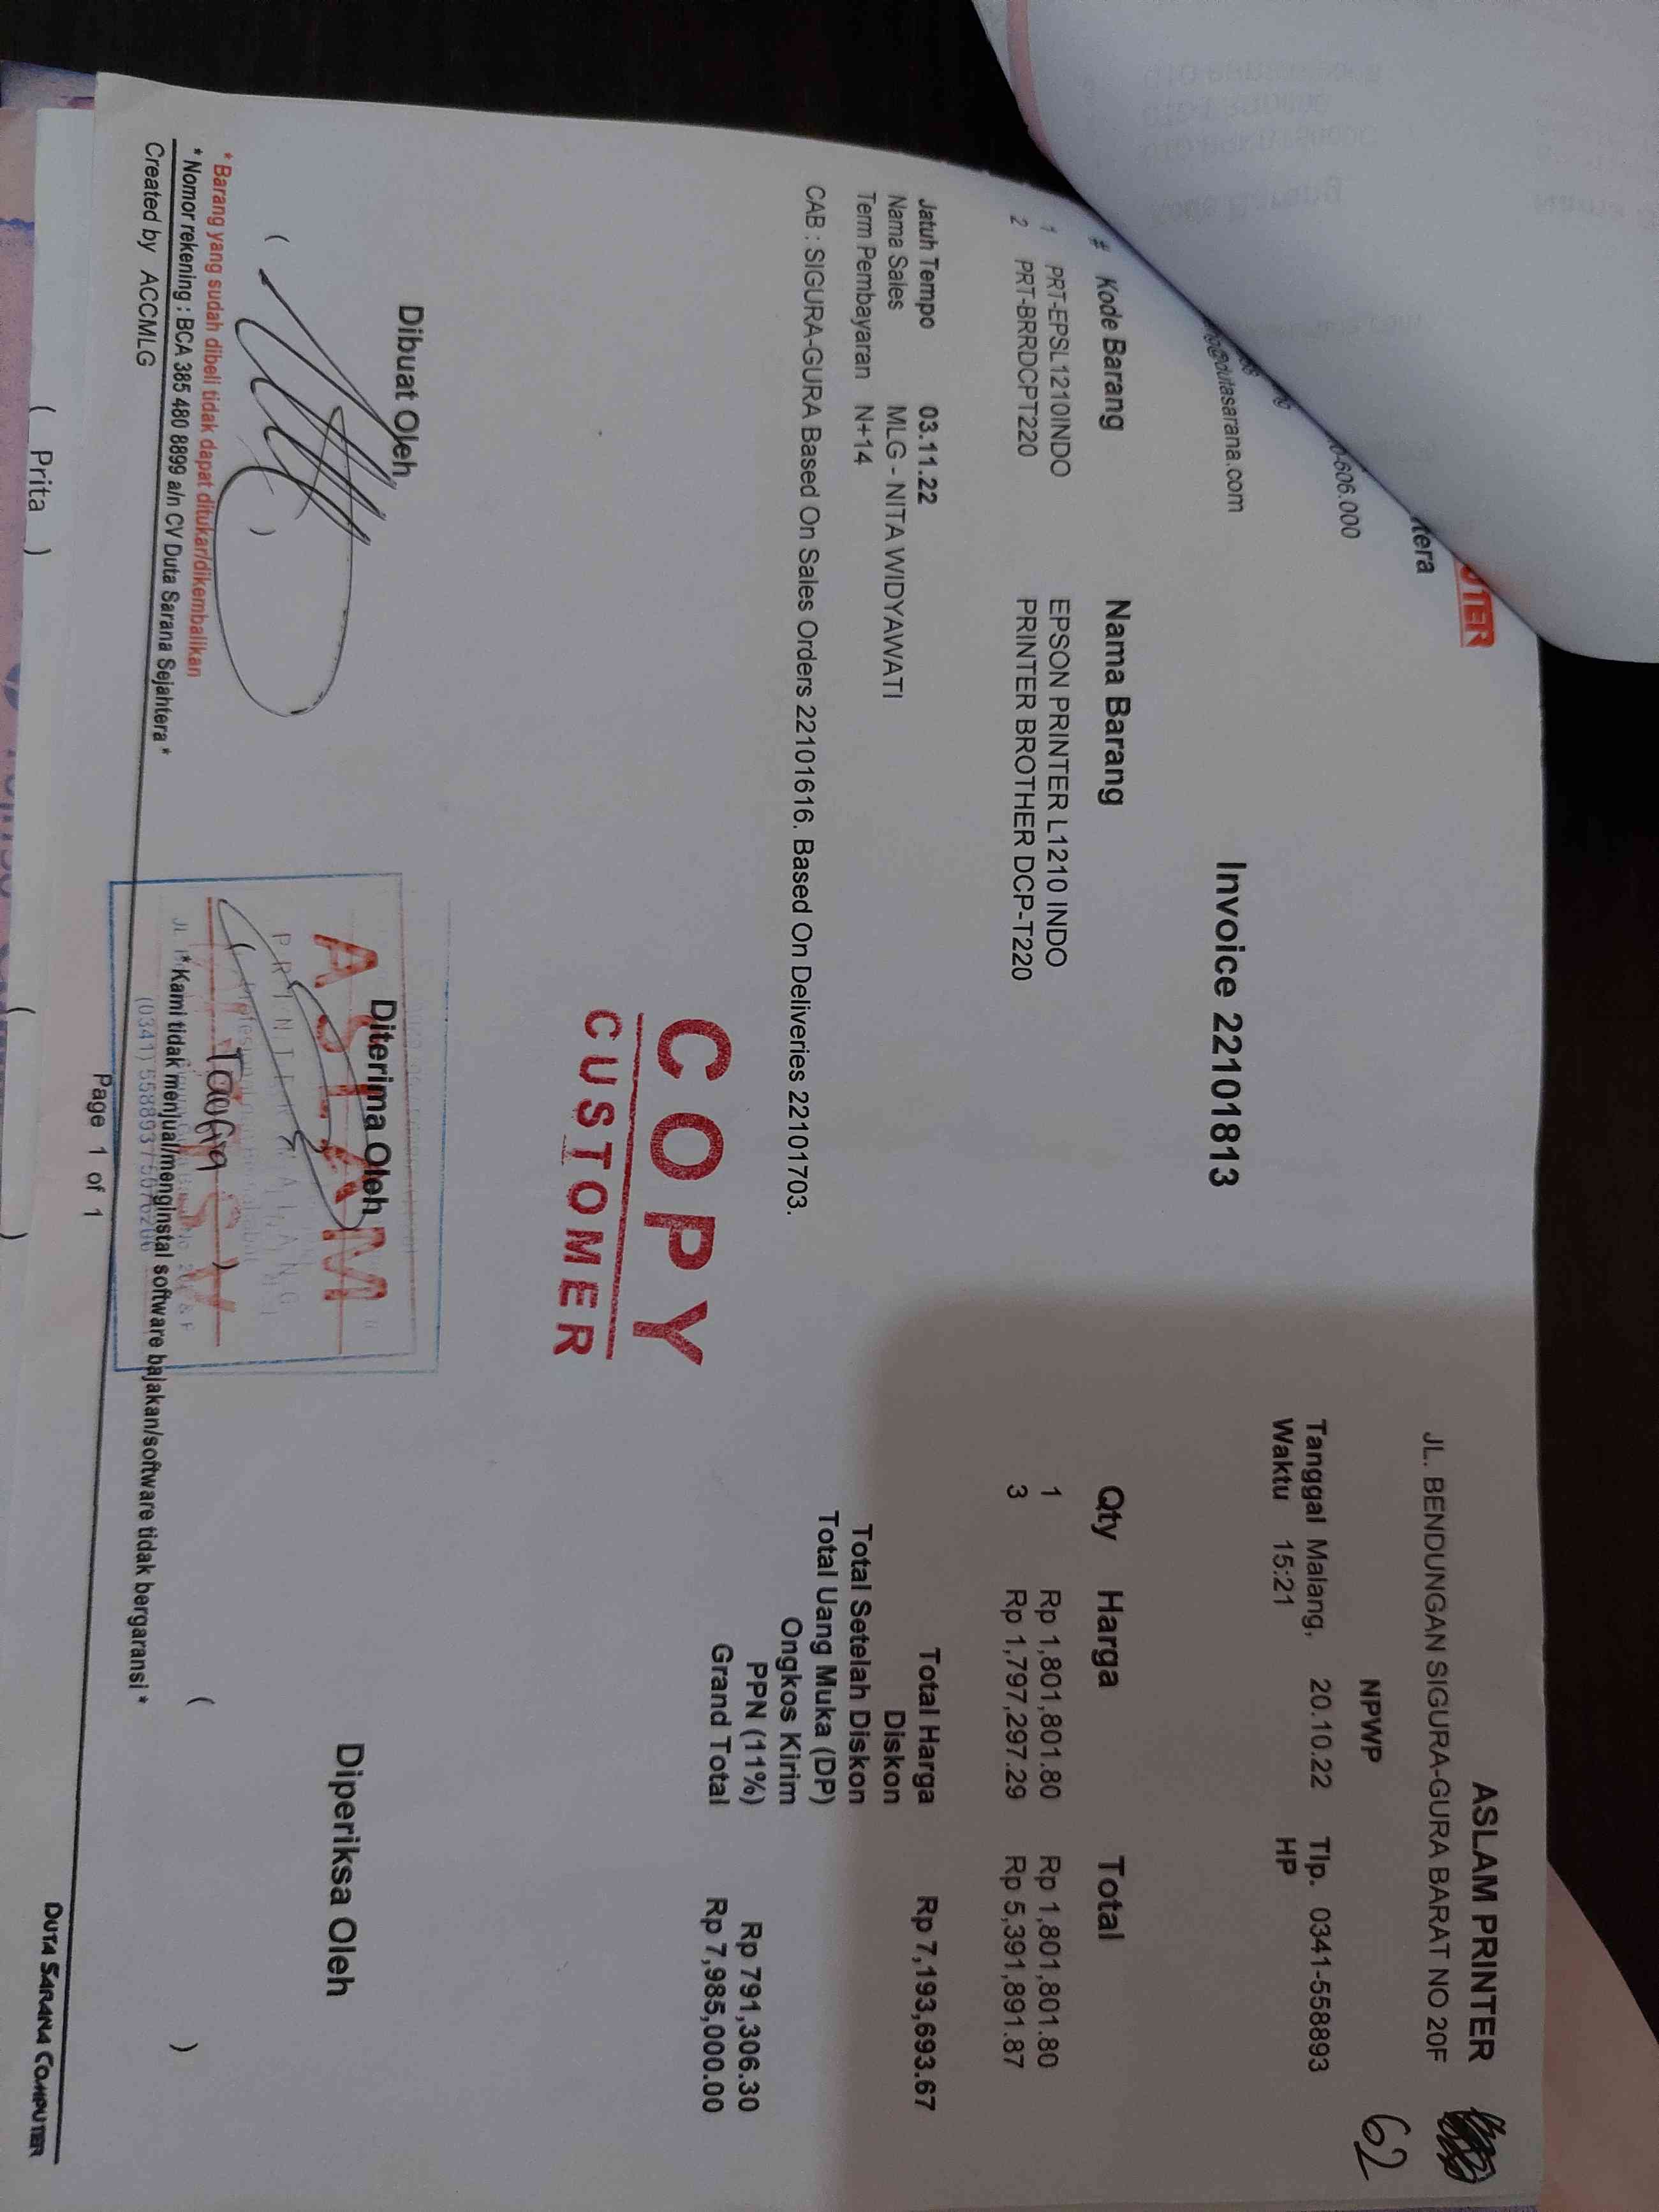 UTER
tera
0-606.000
@dutasarana.com
ASLAM PRINTER
JL. BENDUNGAN SIGURA-GURA BARAT NO 20F
62
NPWP
Tanggal Malang, 20.10.22 Tlp. 0341-558893
Waktu 15:21 HP
Invoice 22101813
# Kode Barang Nama Barang Qty Harga Total
1 PRT-EPSL1210INDO EPSON PRINTER L1210 INDO 1 Rp 1,801,801.80 Rp 1,801,801.80
2 PRT-BRRDCPT220 PRINTER BROTHER DCP-T220 3 Rp 1,797,297.29 Rp 5,391,891.87
Jatuh Tempo 03.11.22 Total Harga Rp 7,193,693.67
Nama Sales MLG - NITA WIDYAWATI Diskon
Term Pembayaran N+14 Total Setelah Diskon
Total Uang Muka (DP)
CAB : SIGURA-GURA Based On Sales Orders 22101616. Based On Deliveries 22101703.
Ongkos Kirim
PPN (11%) Rp 791,306.30
Grand Total Rp 7,985,000.00
COPY
CUSTOMER
Dibuat Oleh, Diterima Oleh Diperiksa Oleh
ASLAM
PRINTER MALANG
( ) ( ) ( )
* Barang yang sudah dibeli tidak dapat ditukar/dikembalikan
* Nomor rekening : BCA 385 480 8899 a/n CV Duta Sarana Sejahtera * * Kami tidak menjual/menginstal software bajakan/software tidak bergaransi *
(0341) 558893
Created by ACCMLG
Page 1 of 1
DUTA SARANA COMPUTER
( Prita ) ( )